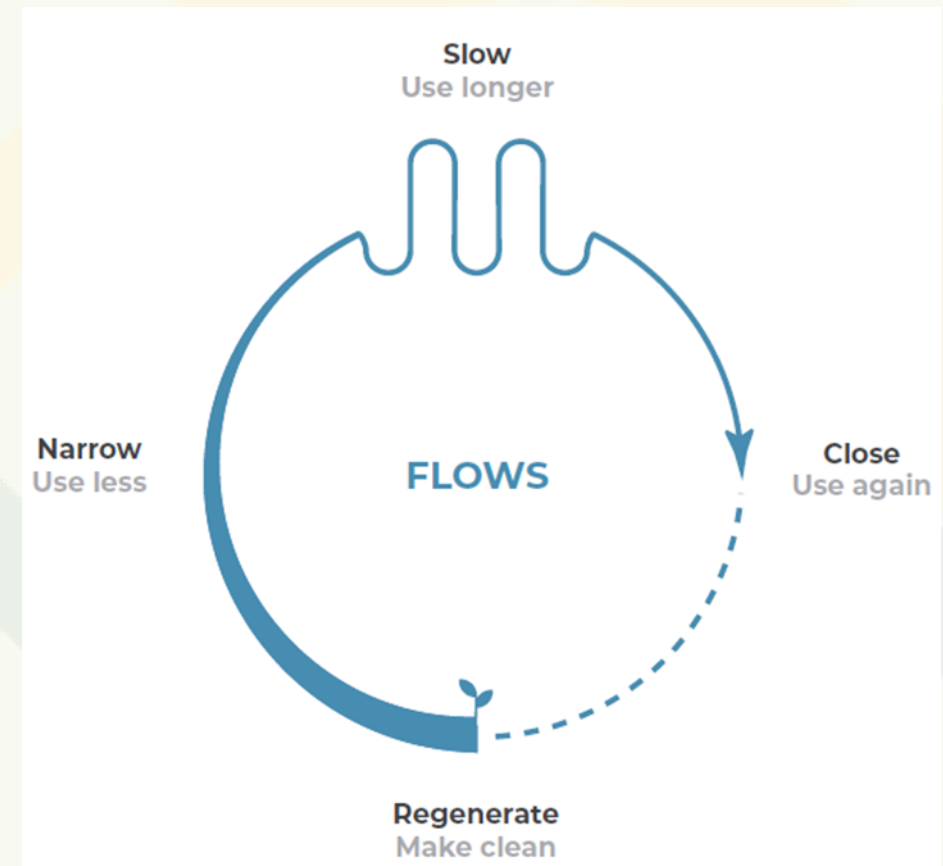 Slow
Use longer
Narrow
Use less
FLOWS
Close
Use again
Regenerate
Make clean